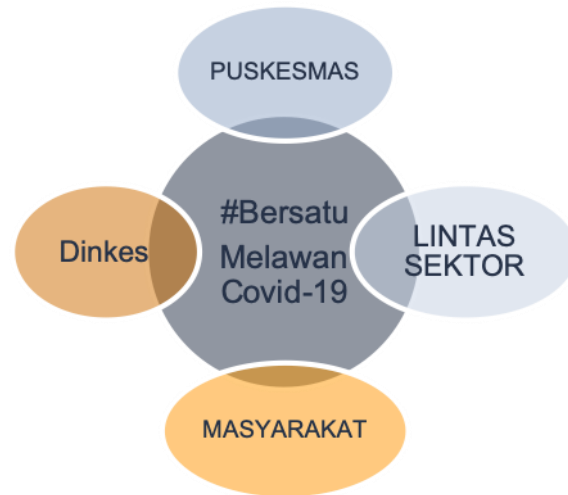 PUSKESMAS
#Bersatu
Melawan
Covid-19
Dinkes
LINTAS
SEKTOR
MASYARAKAT